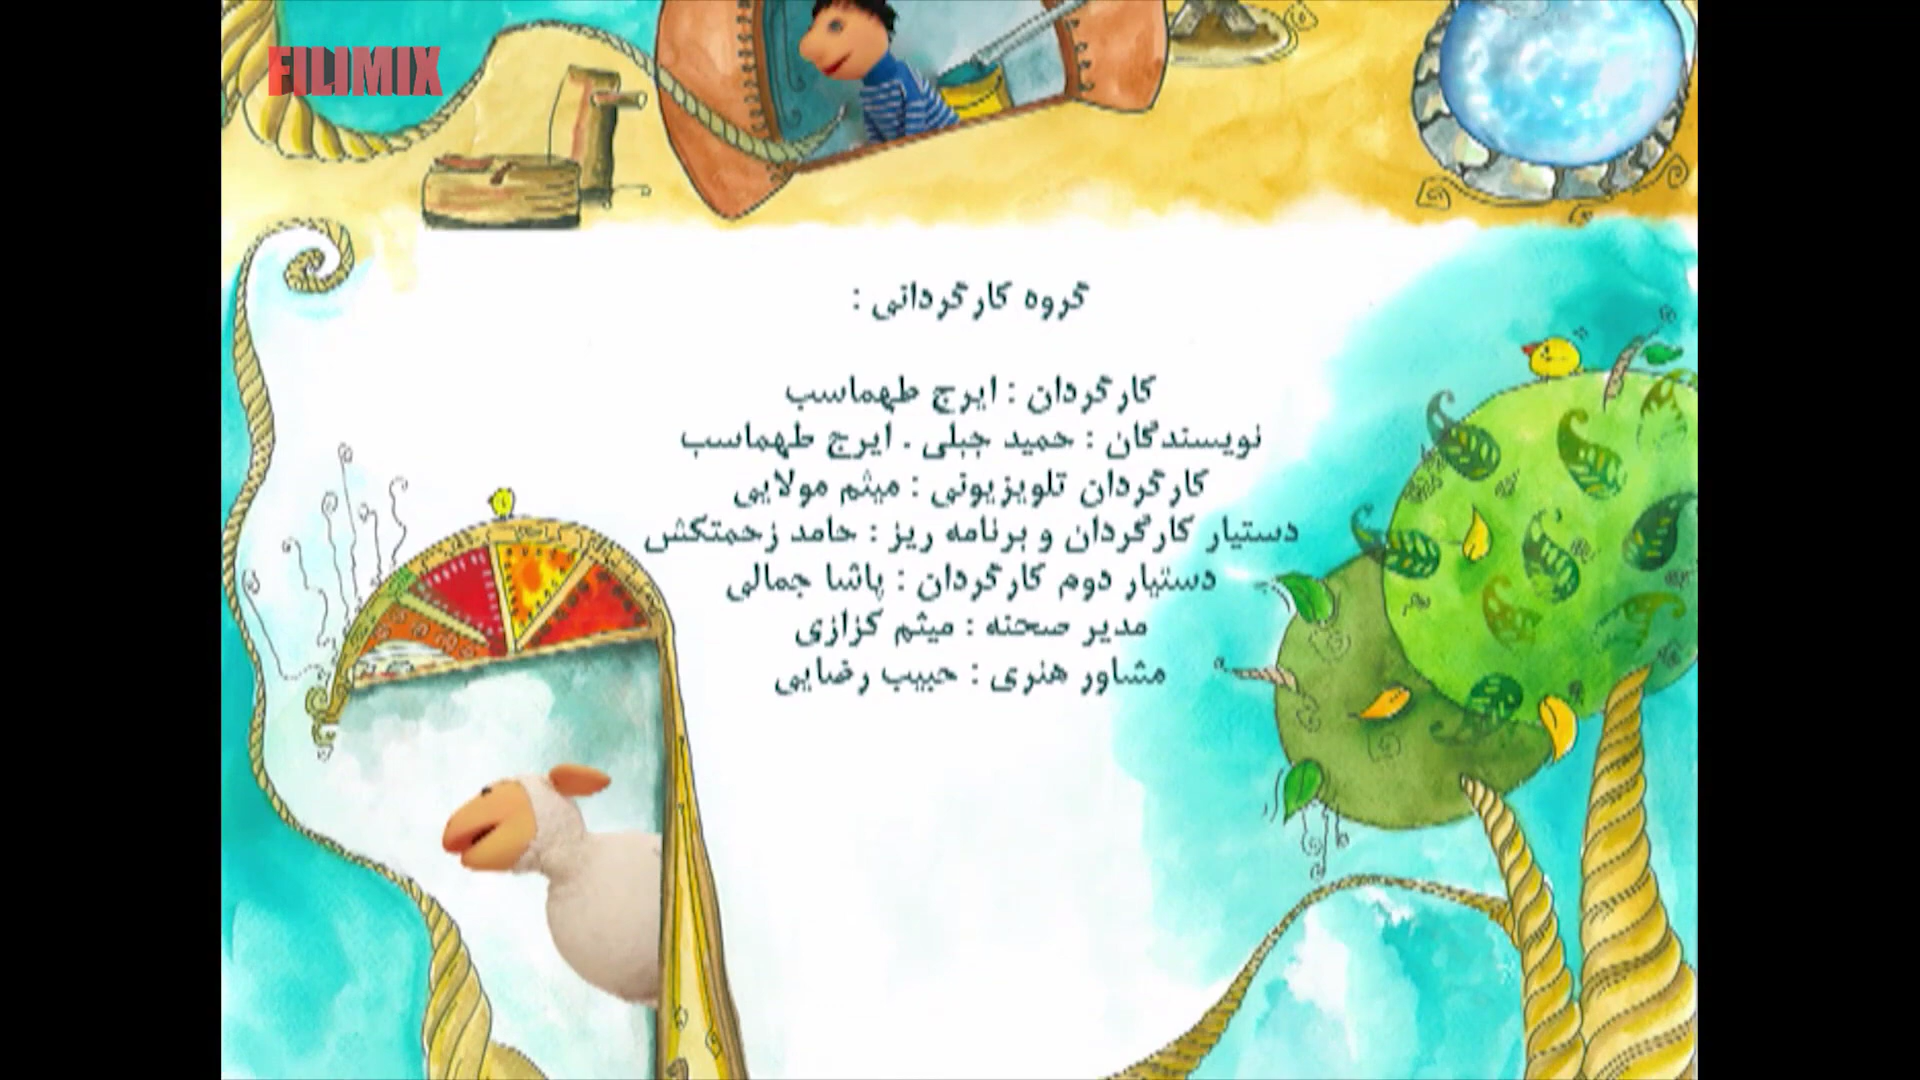 FILIMIX
گروه کارگردانی :
کارگردان : ایرج طهماسب
نویسندگان : حمید جبلی . ایرج طهماسب
کارگردان تلویزیونی : میثم مولایی
دستیار کارگردان و برنامه ریز : حامد زحمتکش
دستیار دوم کارگردان : پاشا جمالی
مدیر صحنه : میثم کزازی
مشاور هنری : حبیب رضایی